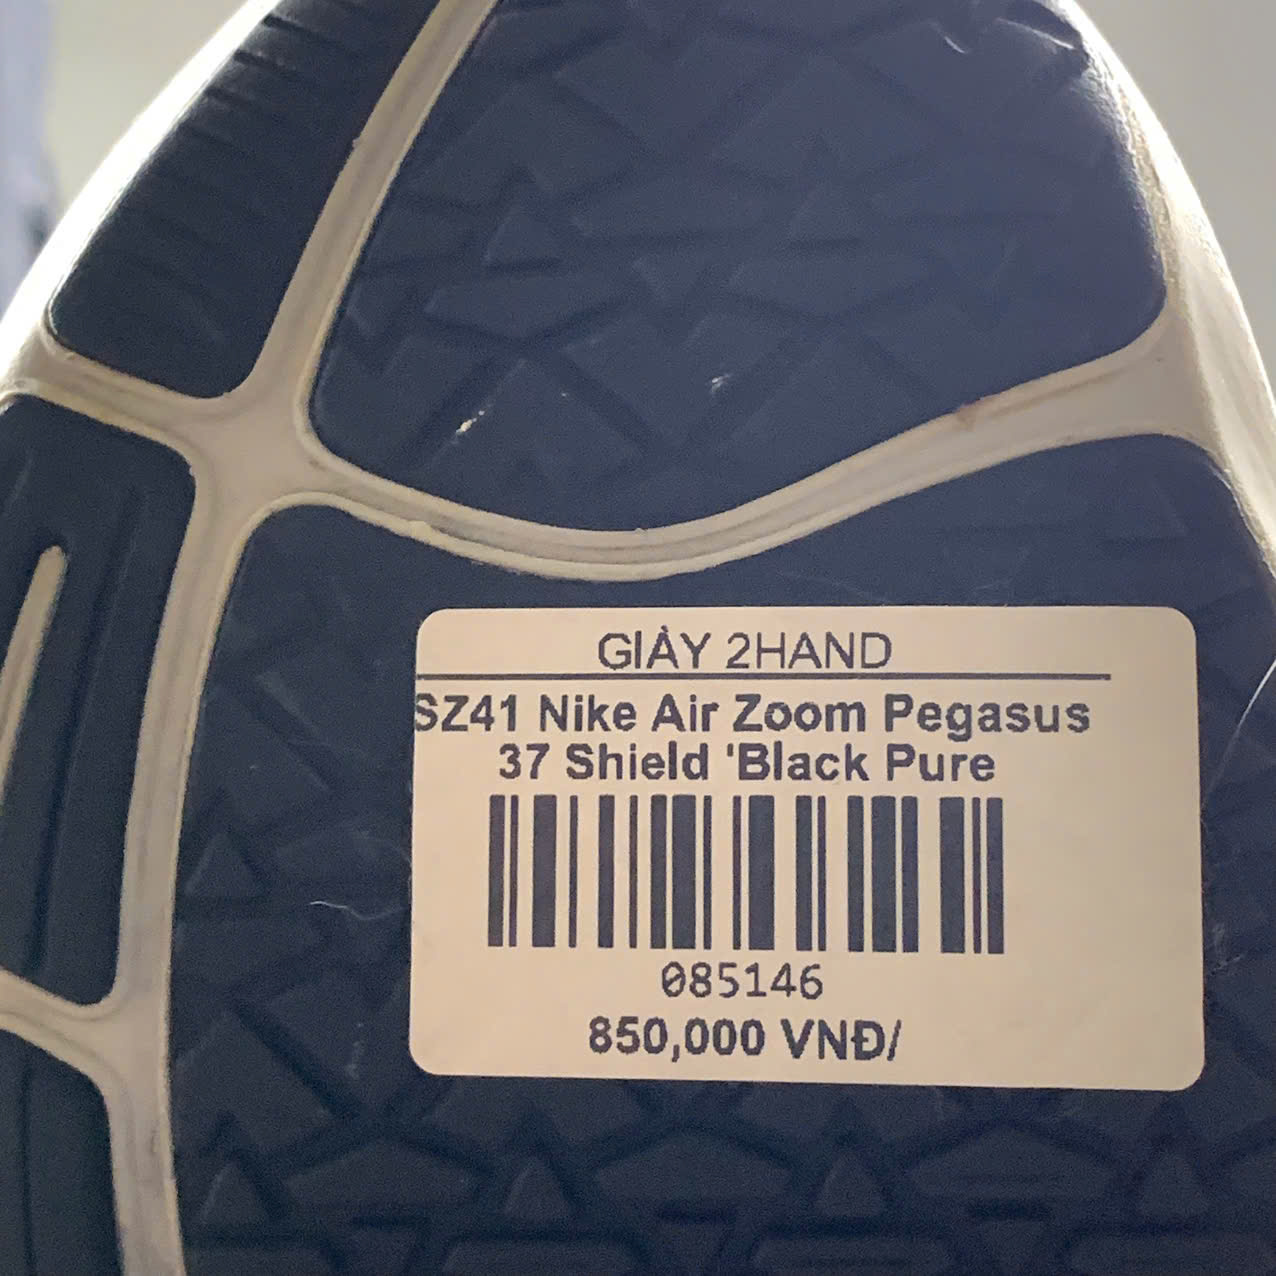 GIÀY 2HAND
SZ41 Nike Air Zoom Pegasus
37 Shield 'Black Pure
085146
850,000 VNĐ/